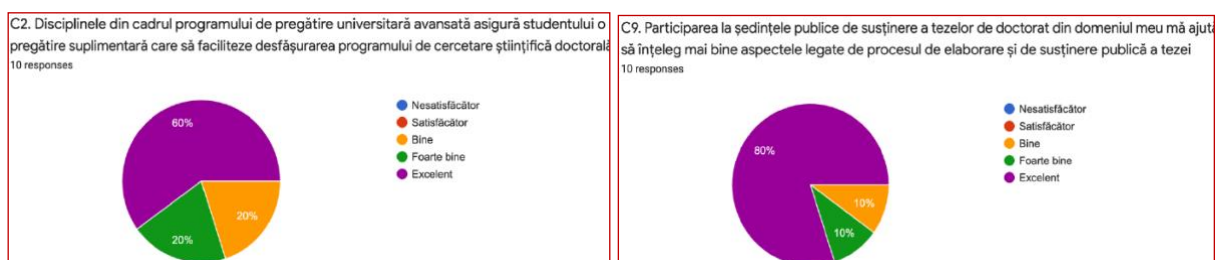 C2. Disciplinele din cadrul programului de pregătire universitară avansată asigură studentului o
pregătire suplimentară care să faciliteze desfășurarea programului de cercetare științifică doctorală
10 responses
60%
20%
20%
Nesatisfăcător
Satisfăcător
Bine
Foarte bine
Excelent
C9. Participarea la ședințele publice de susținere a tezelor de doctorat din domeniul meu mă ajută
să înțeleg mai bine aspectele legate de procesul de elaborare și de susținere publică a tezei
10 responses
80%
10%
10%
Nesatisfăcător
Satisfăcător
Bine
Foarte bine
Excelent